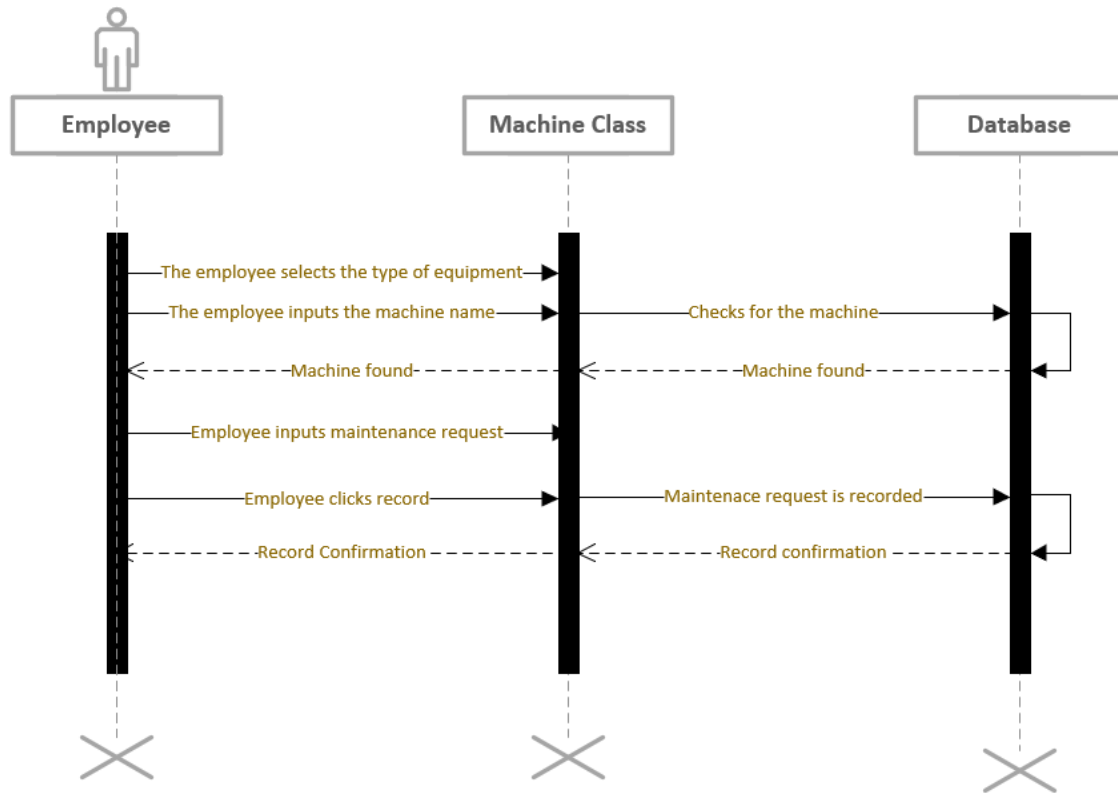 Employee
Machine Class
Database
The employee selects the type of equipment
The employee inputs the machine name
Checks for the machine
Machine found
Machine found
Employee inputs maintenance request
Employee clicks record
Maintenace request is recorded
Record Confirmation
Record confirmation